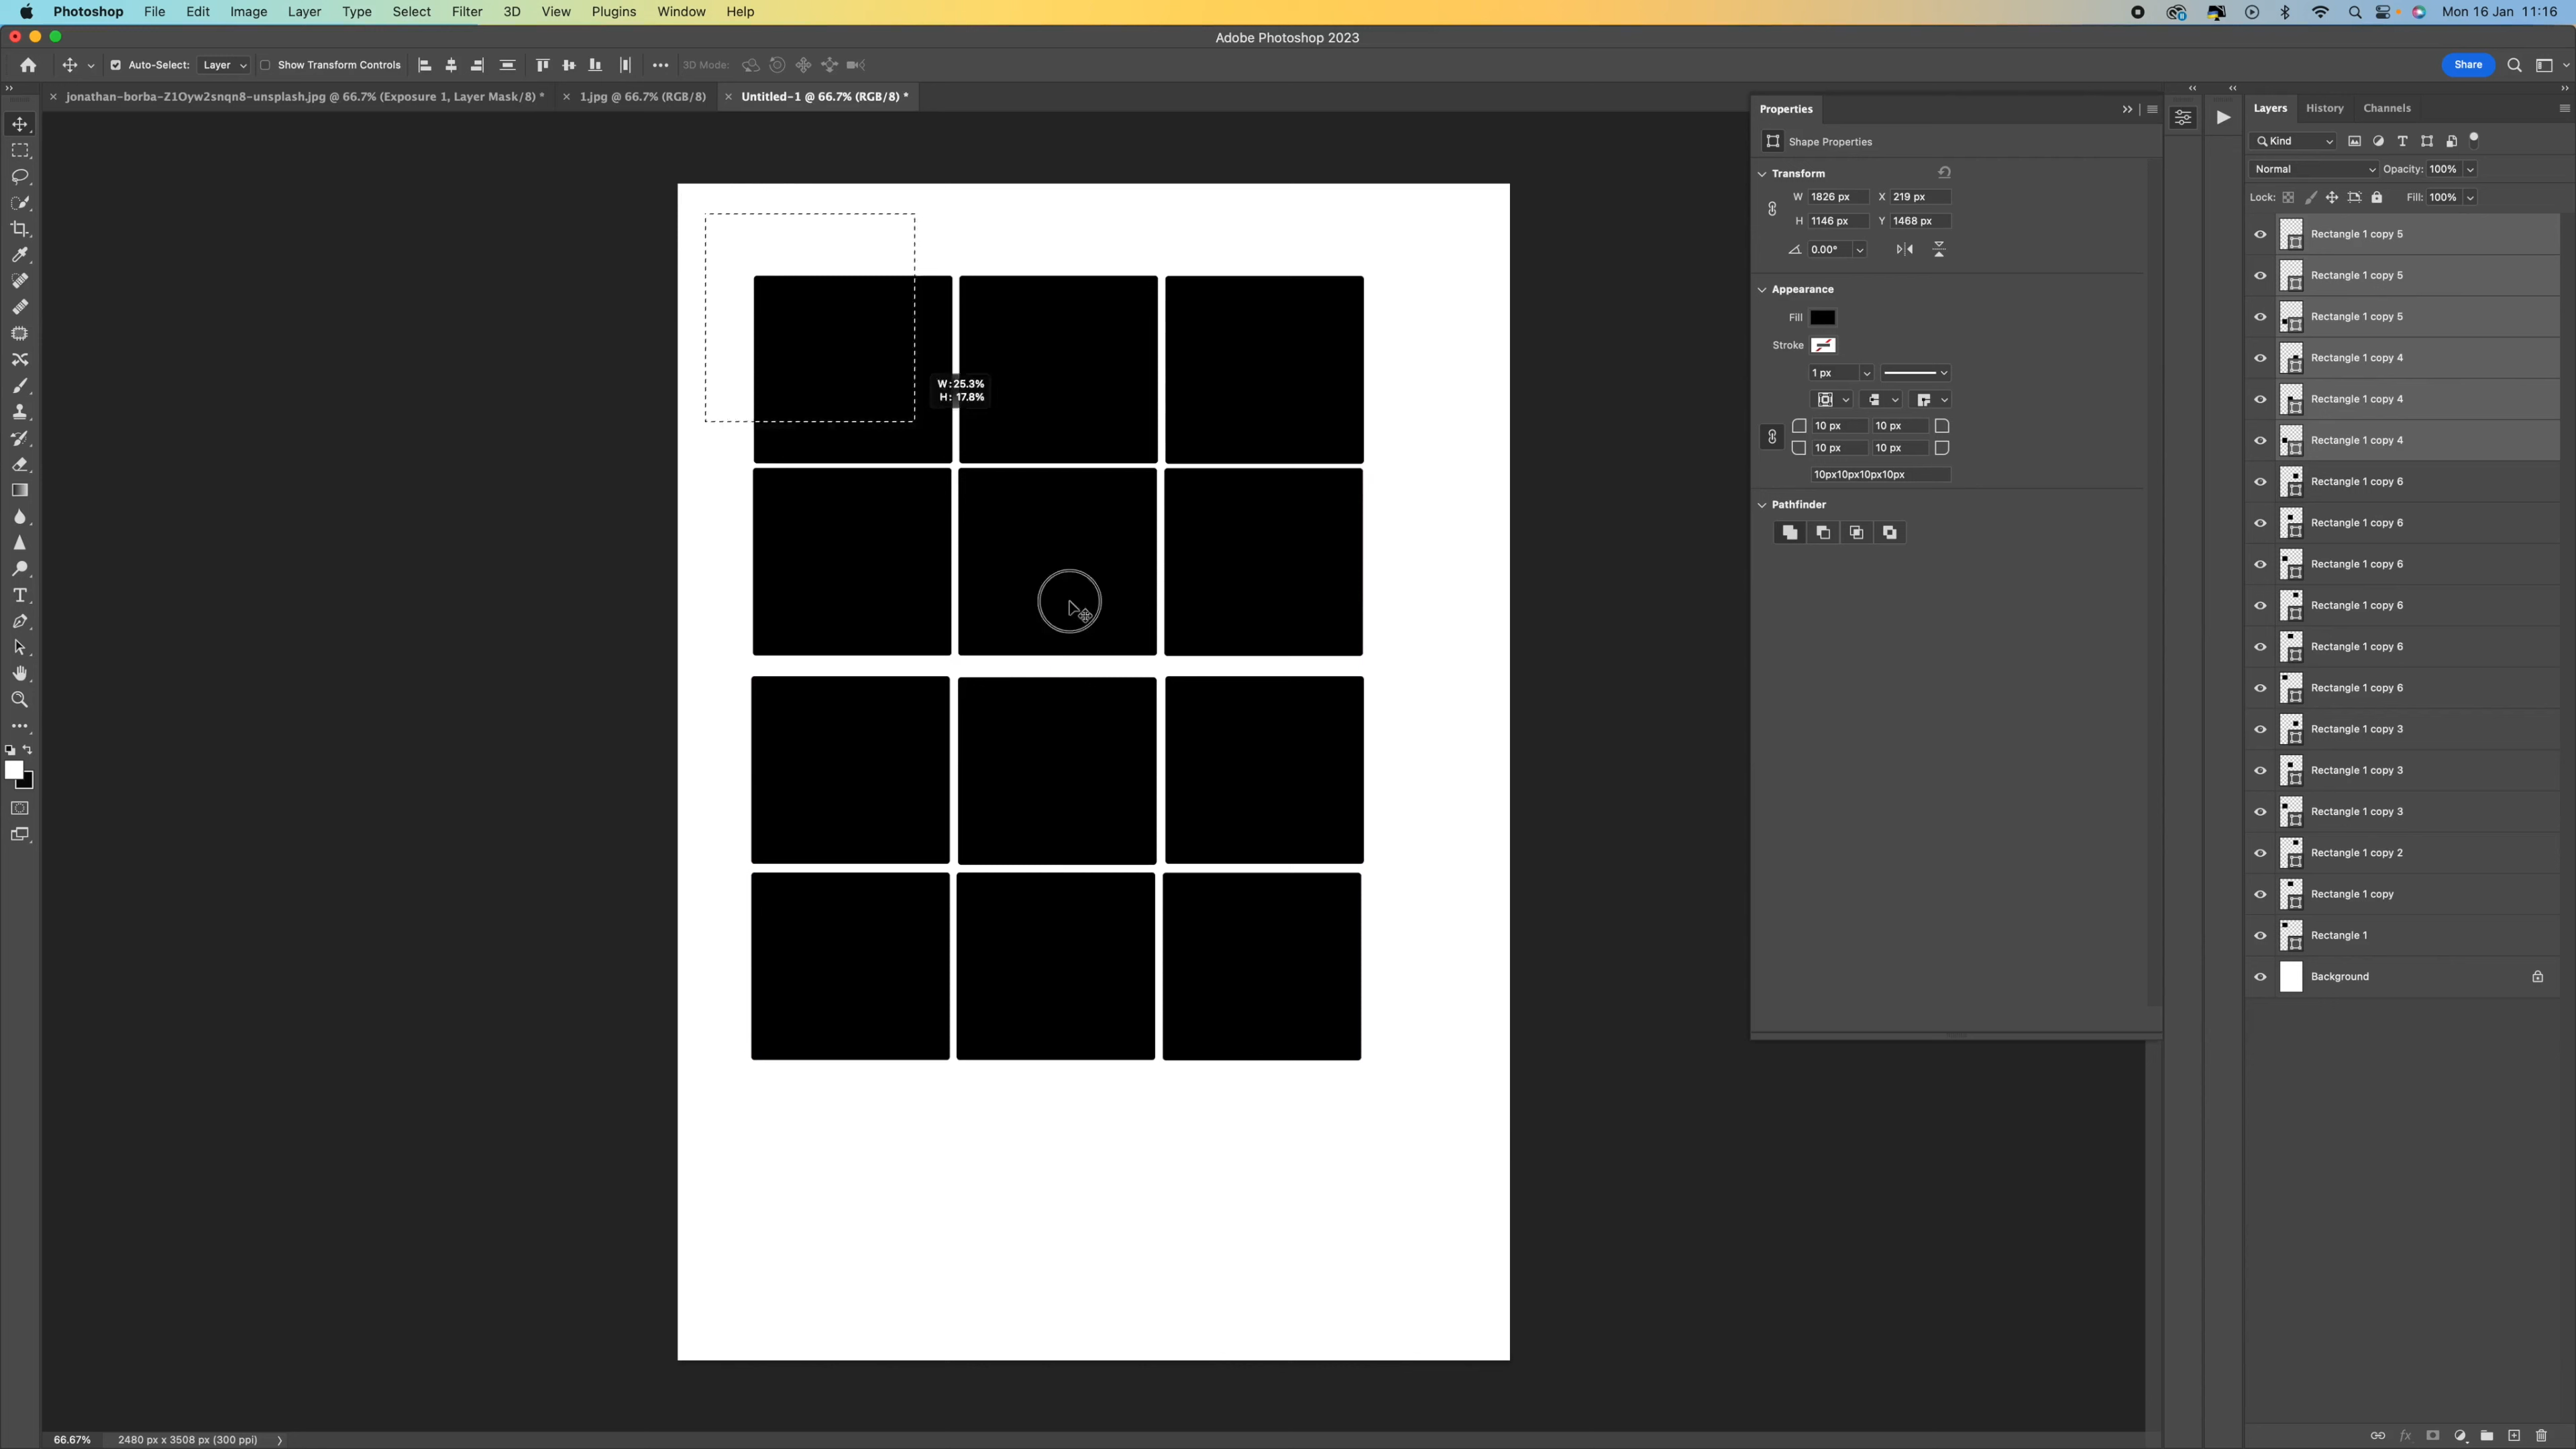 Photoshop File Edit Image Layer Type Select Filter 3D View Plugins Window Help Mon 16 Jan 11:16
Adobe Photoshop 2023
Auto-Select: Layer Show Transform Controls 3D Mode: Share
jonathan-borba-Z1Oyw2snqn8-unsplash.jpg @ 66.7% (Exposure 1, Layer Mask/8) * 1.jpg @ 66.7% (RGB/8) Untitled-1 @ 66.7% (RGB/8) *
W: 25.3%
H: 17.8%
Properties
Shape Properties
Transform
W 1826 px X 219 px
H 1146 px Y 1468 px
0.00°
Appearance
Fill
Stroke
1 px
10 px 10 px
10 px 10 px
10px10px10px10px
Pathfinder
Layers History Channels
Kind
Normal Opacity: 100%
Lock: Fill: 100%
Rectangle 1 copy 5
Rectangle 1 copy 5
Rectangle 1 copy 5
Rectangle 1 copy 4
Rectangle 1 copy 4
Rectangle 1 copy 4
Rectangle 1 copy 6
Rectangle 1 copy 6
Rectangle 1 copy 6
Rectangle 1 copy 6
Rectangle 1 copy 6
Rectangle 1 copy 6
Rectangle 1 copy 3
Rectangle 1 copy 3
Rectangle 1 copy 3
Rectangle 1 copy 2
Rectangle 1 copy
Rectangle 1
Background
66.67% 2480 px x 3508 px (300 ppi)